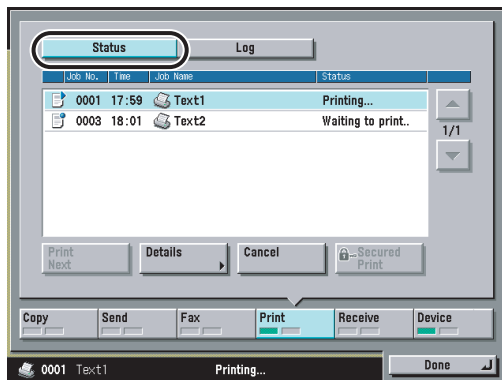 Status Log
Job No. Time Job Name Status
0001 17:59 Text1 Printing...
0003 18:01 Text2 Waiting to print..
1/1
Print Next Details Cancel Secured Print
Copy Send Fax Print Receive Device
0001 Text1 Printing... Done